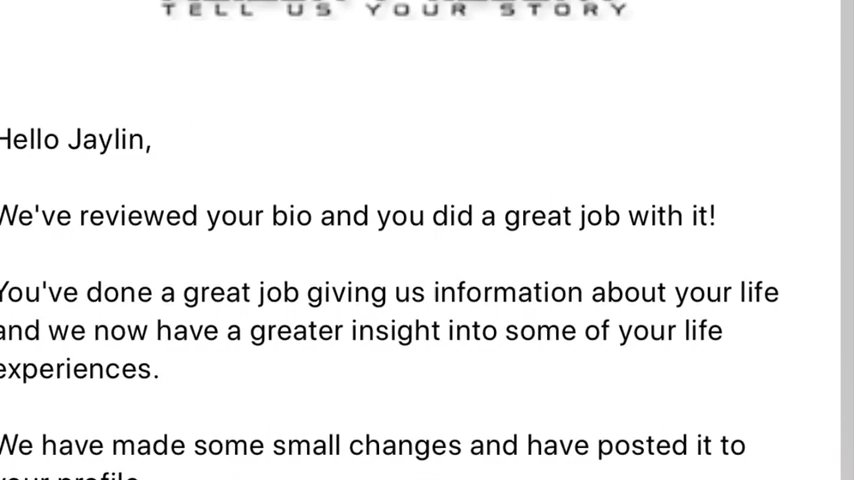 TELL US YOUR STORY
Hello Jaylin,
We've reviewed your bio and you did a great job with it!
You've done a great job giving us information about your life
and we now have a greater insight into some of your life
experiences.
We have made some small changes and have posted it to
your profile